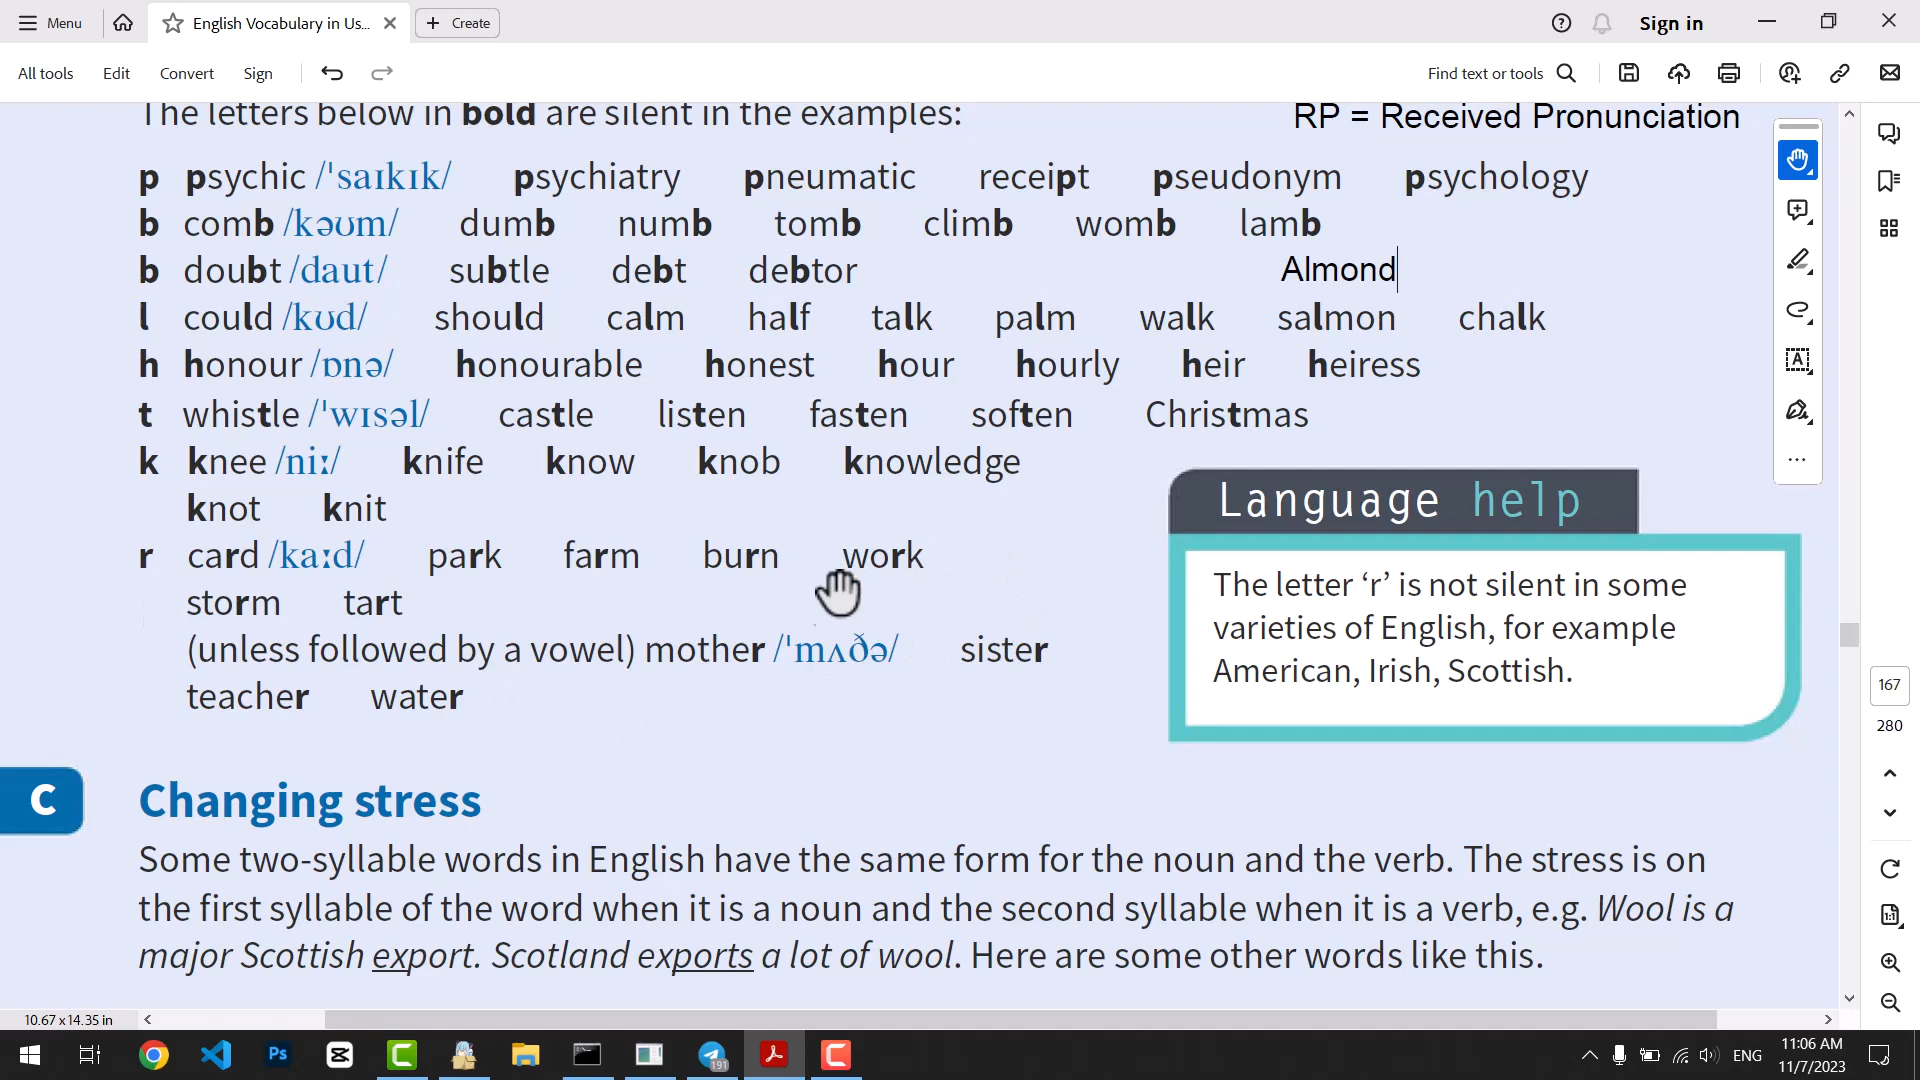 Menu English Vocabulary in Us... Create Sign in
All tools Edit Convert Sign Find text or tools
The letters below in bold are silent in the examples: RP = Received Pronunciation
p psychic /ˈsaɪkɪk/ psychiatry pneumatic receipt pseudonym psychology
b comb /kəʊm/ dumb numb tomb climb womb lamb
b doubt /daut/ subtle debt debtor Almond
l could /kʊd/ should calm half talk palm walk salmon chalk
h honour /ɒnə/ honourable honest hour hourly heir heiress
t whistle /ˈwɪsəl/ castle listen fasten soften Christmas
k knee /niː/ knife know knob knowledge
knot knit
r card /kaːd/ park farm burn work
storm tart
(unless followed by a vowel) mother /ˈmʌðə/ sister
teacher water
Language help
The letter ‘r’ is not silent in some
varieties of English, for example
American, Irish, Scottish.
C Changing stress
Some two-syllable words in English have the same form for the noun and the verb. The stress is on
the first syllable of the word when it is a noun and the second syllable when it is a verb, e.g. Wool is a
major Scottish export. Scotland exports a lot of wool. Here are some other words like this.
167
280
10.67 x 14.35 in
191
ENG
11:06 AM
11/7/2023